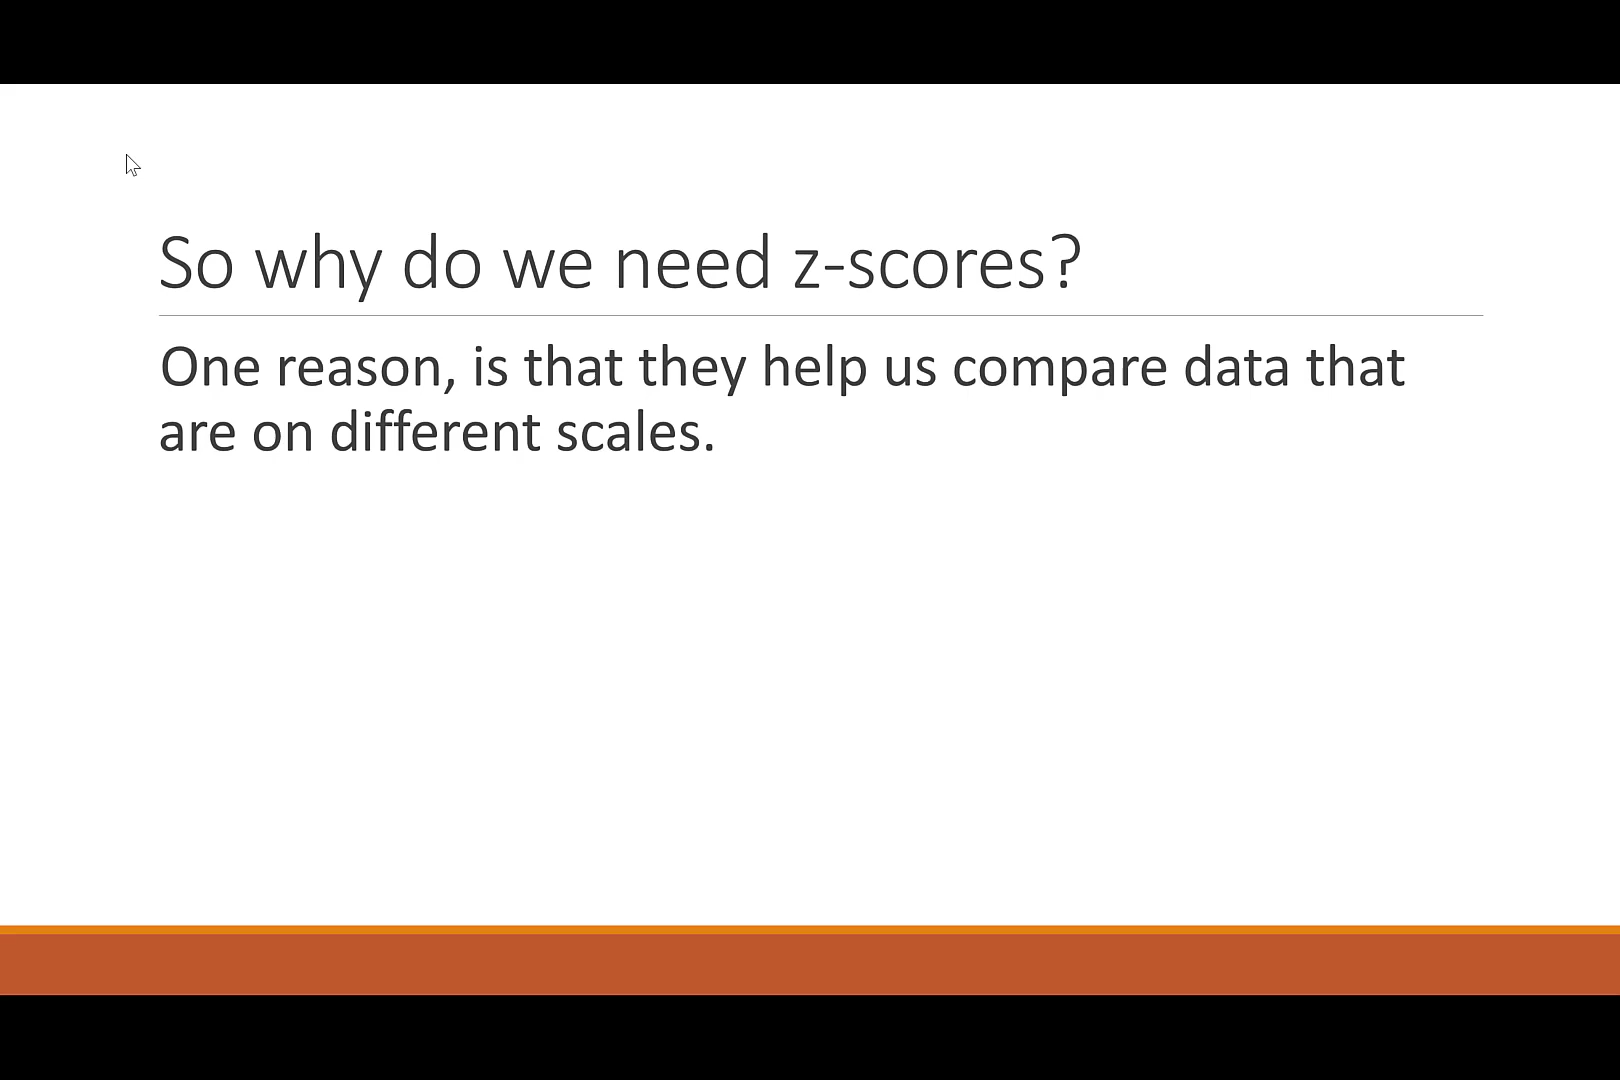 So why do we need z-scores?
One reason, is that they help us compare data that
are on different scales.